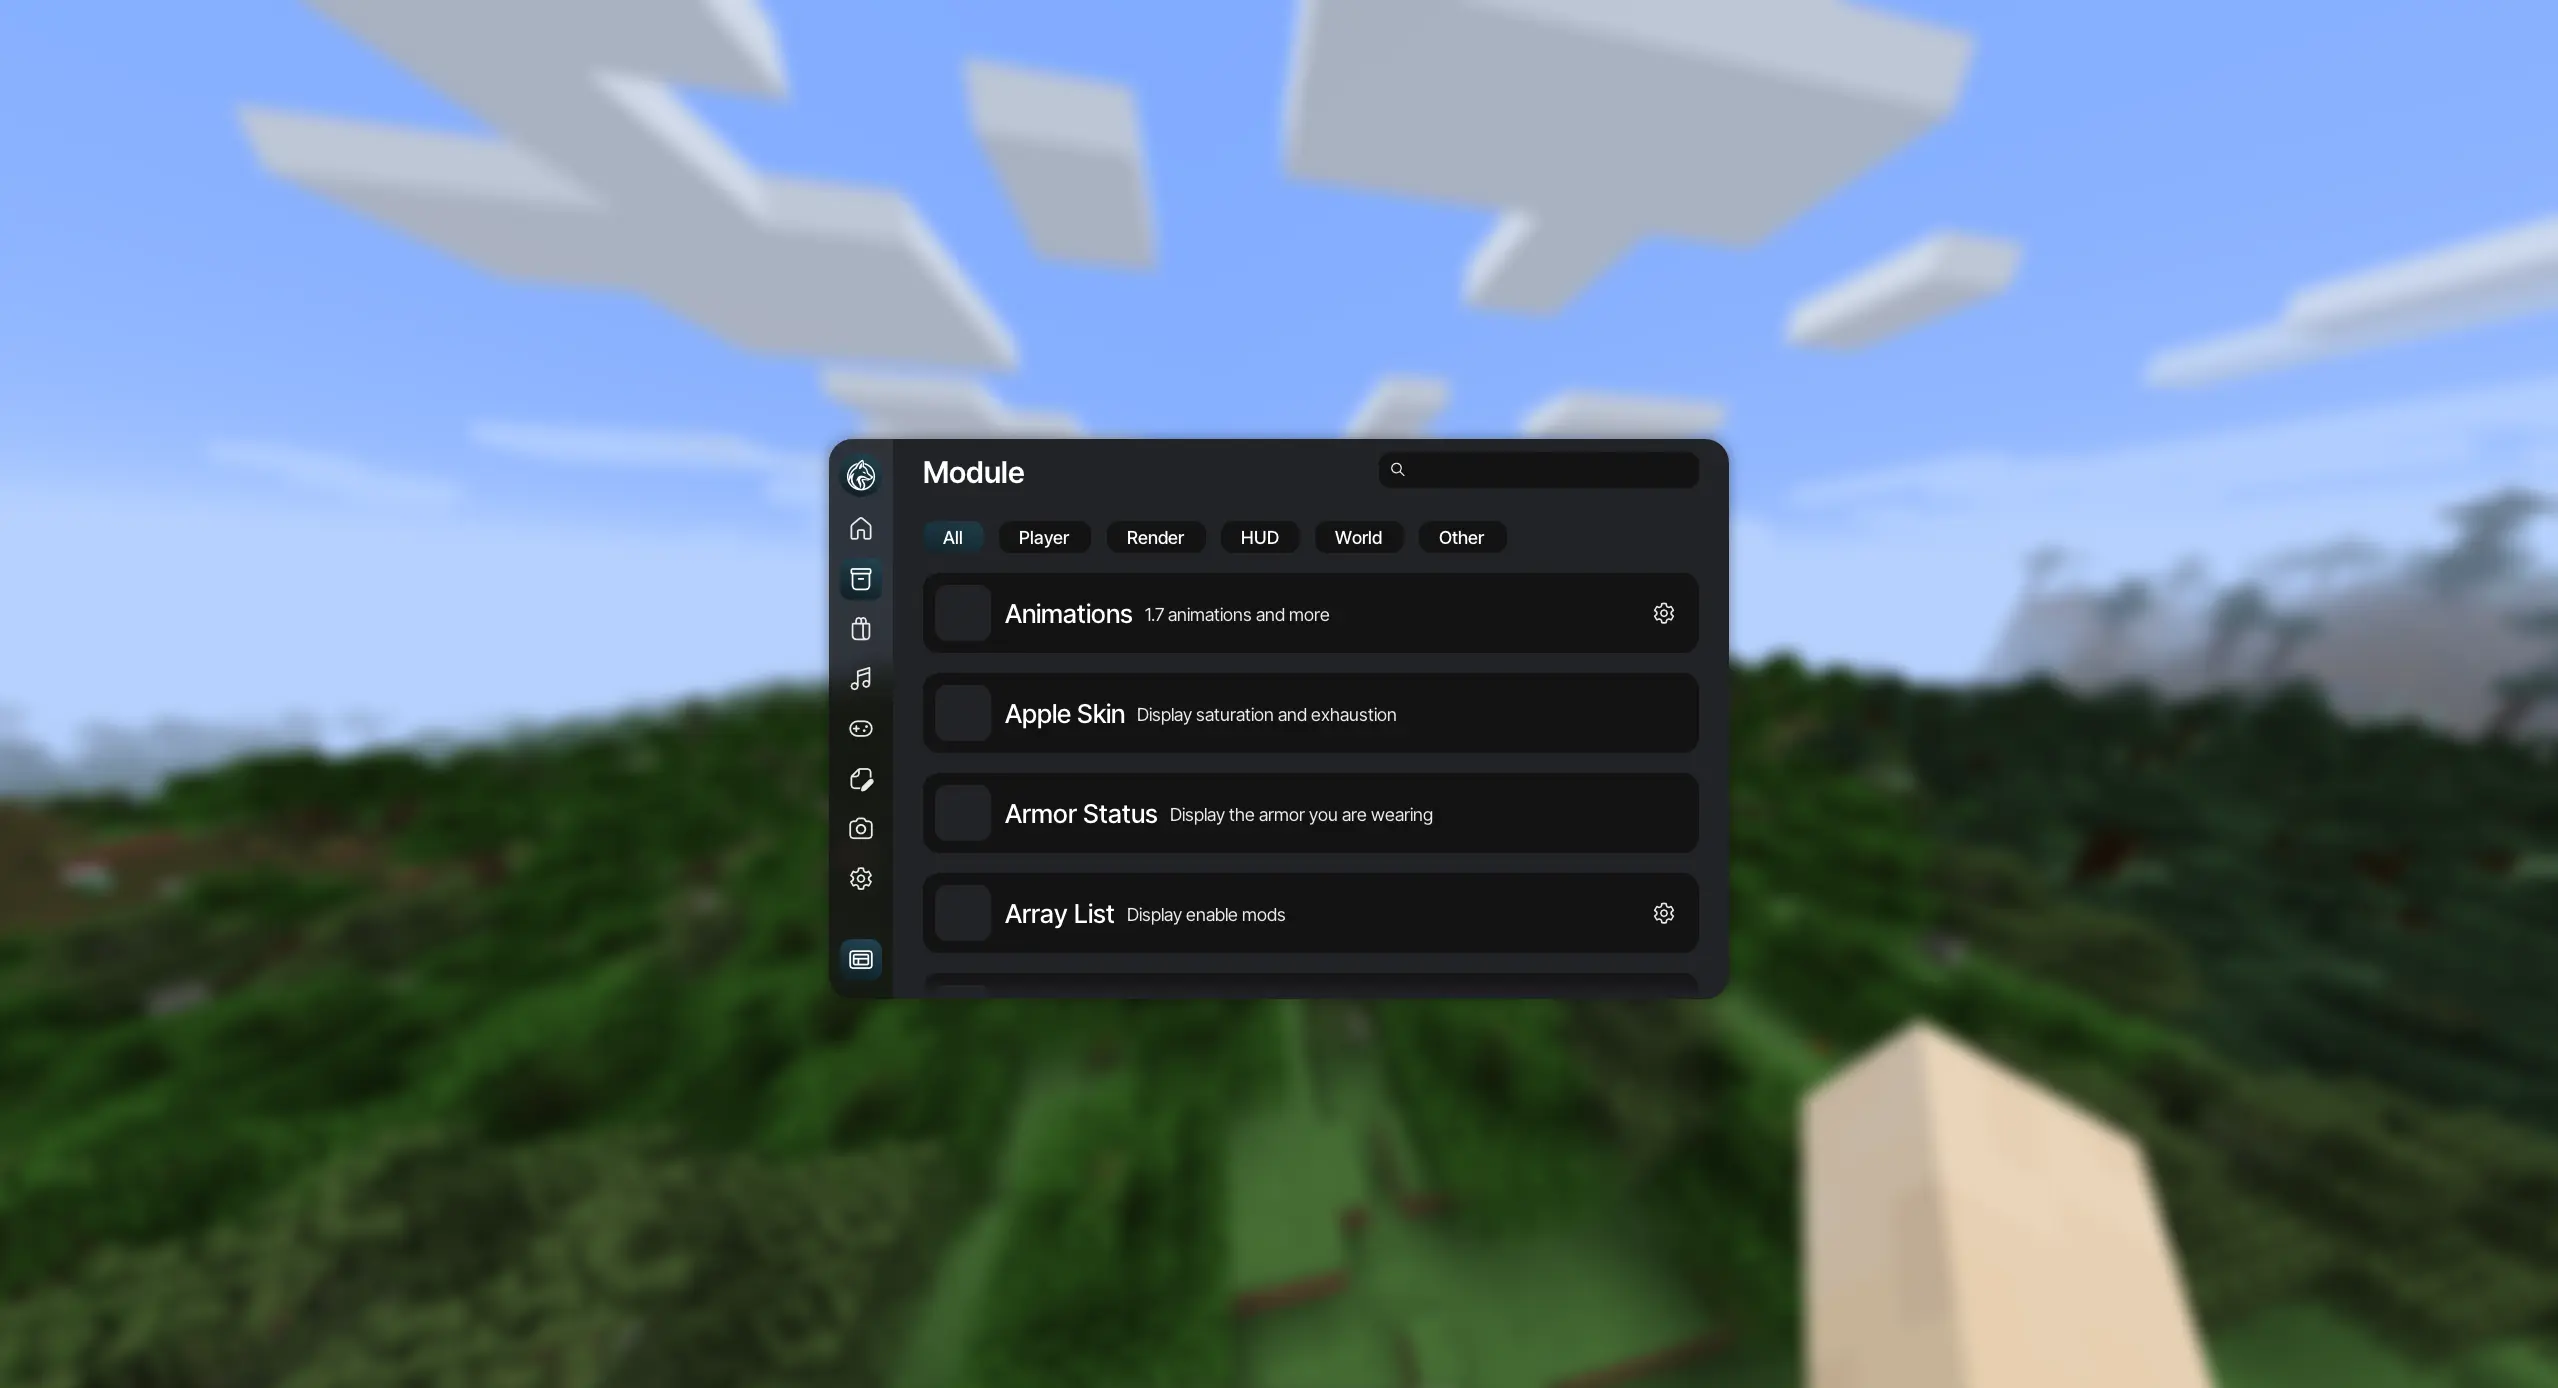 Module
All Player Render HUD World Other
Animations 1.7 animations and more
Apple Skin Display saturation and exhaustion
Armor Status Display the armor you are wearing
Array List Display enable mods